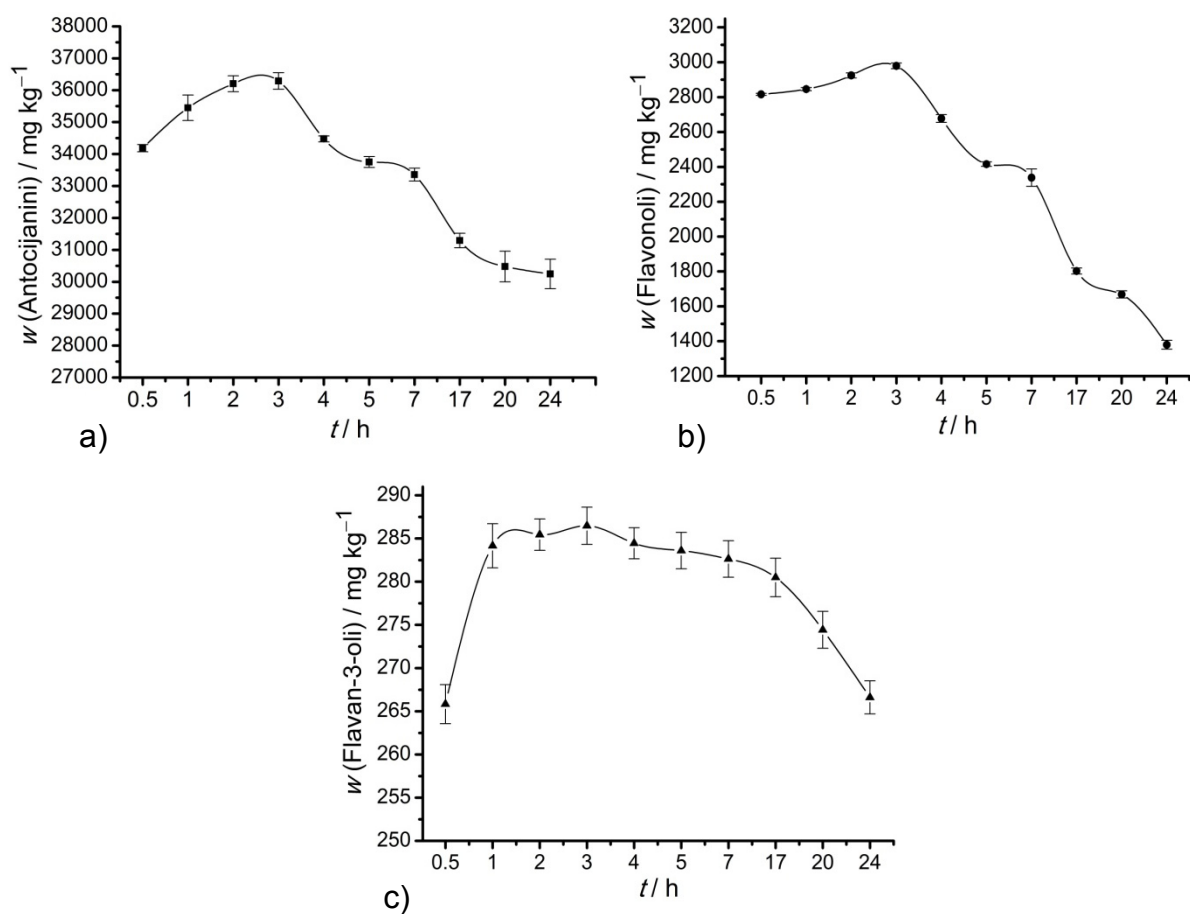 w (Antocijanini) / mg kg⁻¹
38000
37000
36000
35000
34000
33000
32000
31000
30000
29000
28000
27000
0.5 1 2 3 4 5 7 17 20 24
t / h
a)
w (Flavonoli) / mg kg⁻¹
3200
3000
2800
2600
2400
2200
2000
1800
1600
1400
1200
0.5 1 2 3 4 5 7 17 20 24
t / h
b)
w (Flavan-3-oli) / mg kg⁻¹
290
285
280
275
270
265
260
255
250
0.5 1 2 3 4 5 7 17 20 24
t / h
c)